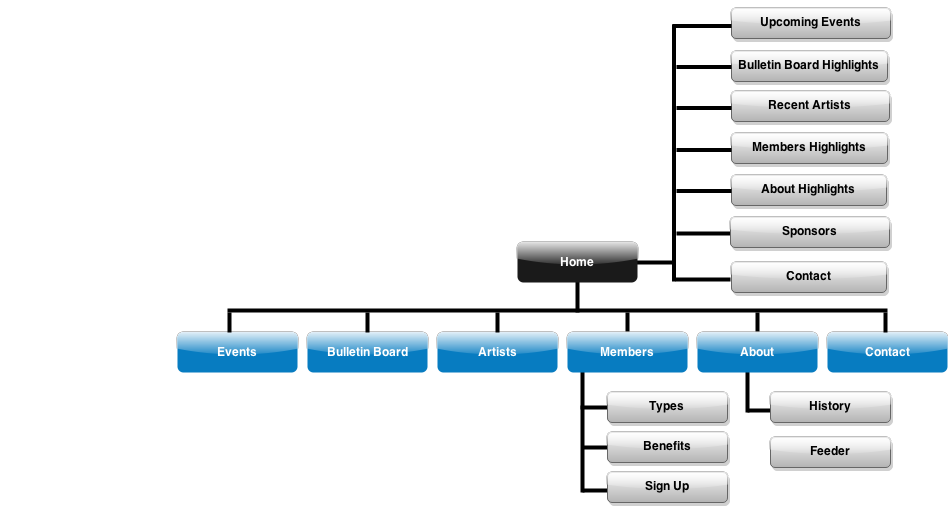 Upcoming Events
Bulletin Board Highlights
Recent Artists
Members Highlights
About Highlights
Sponsors
Home
Contact
Events
Bulletin Board
Artists
Members
About
Contact
Types
History
Benefits
Feeder
Sign Up